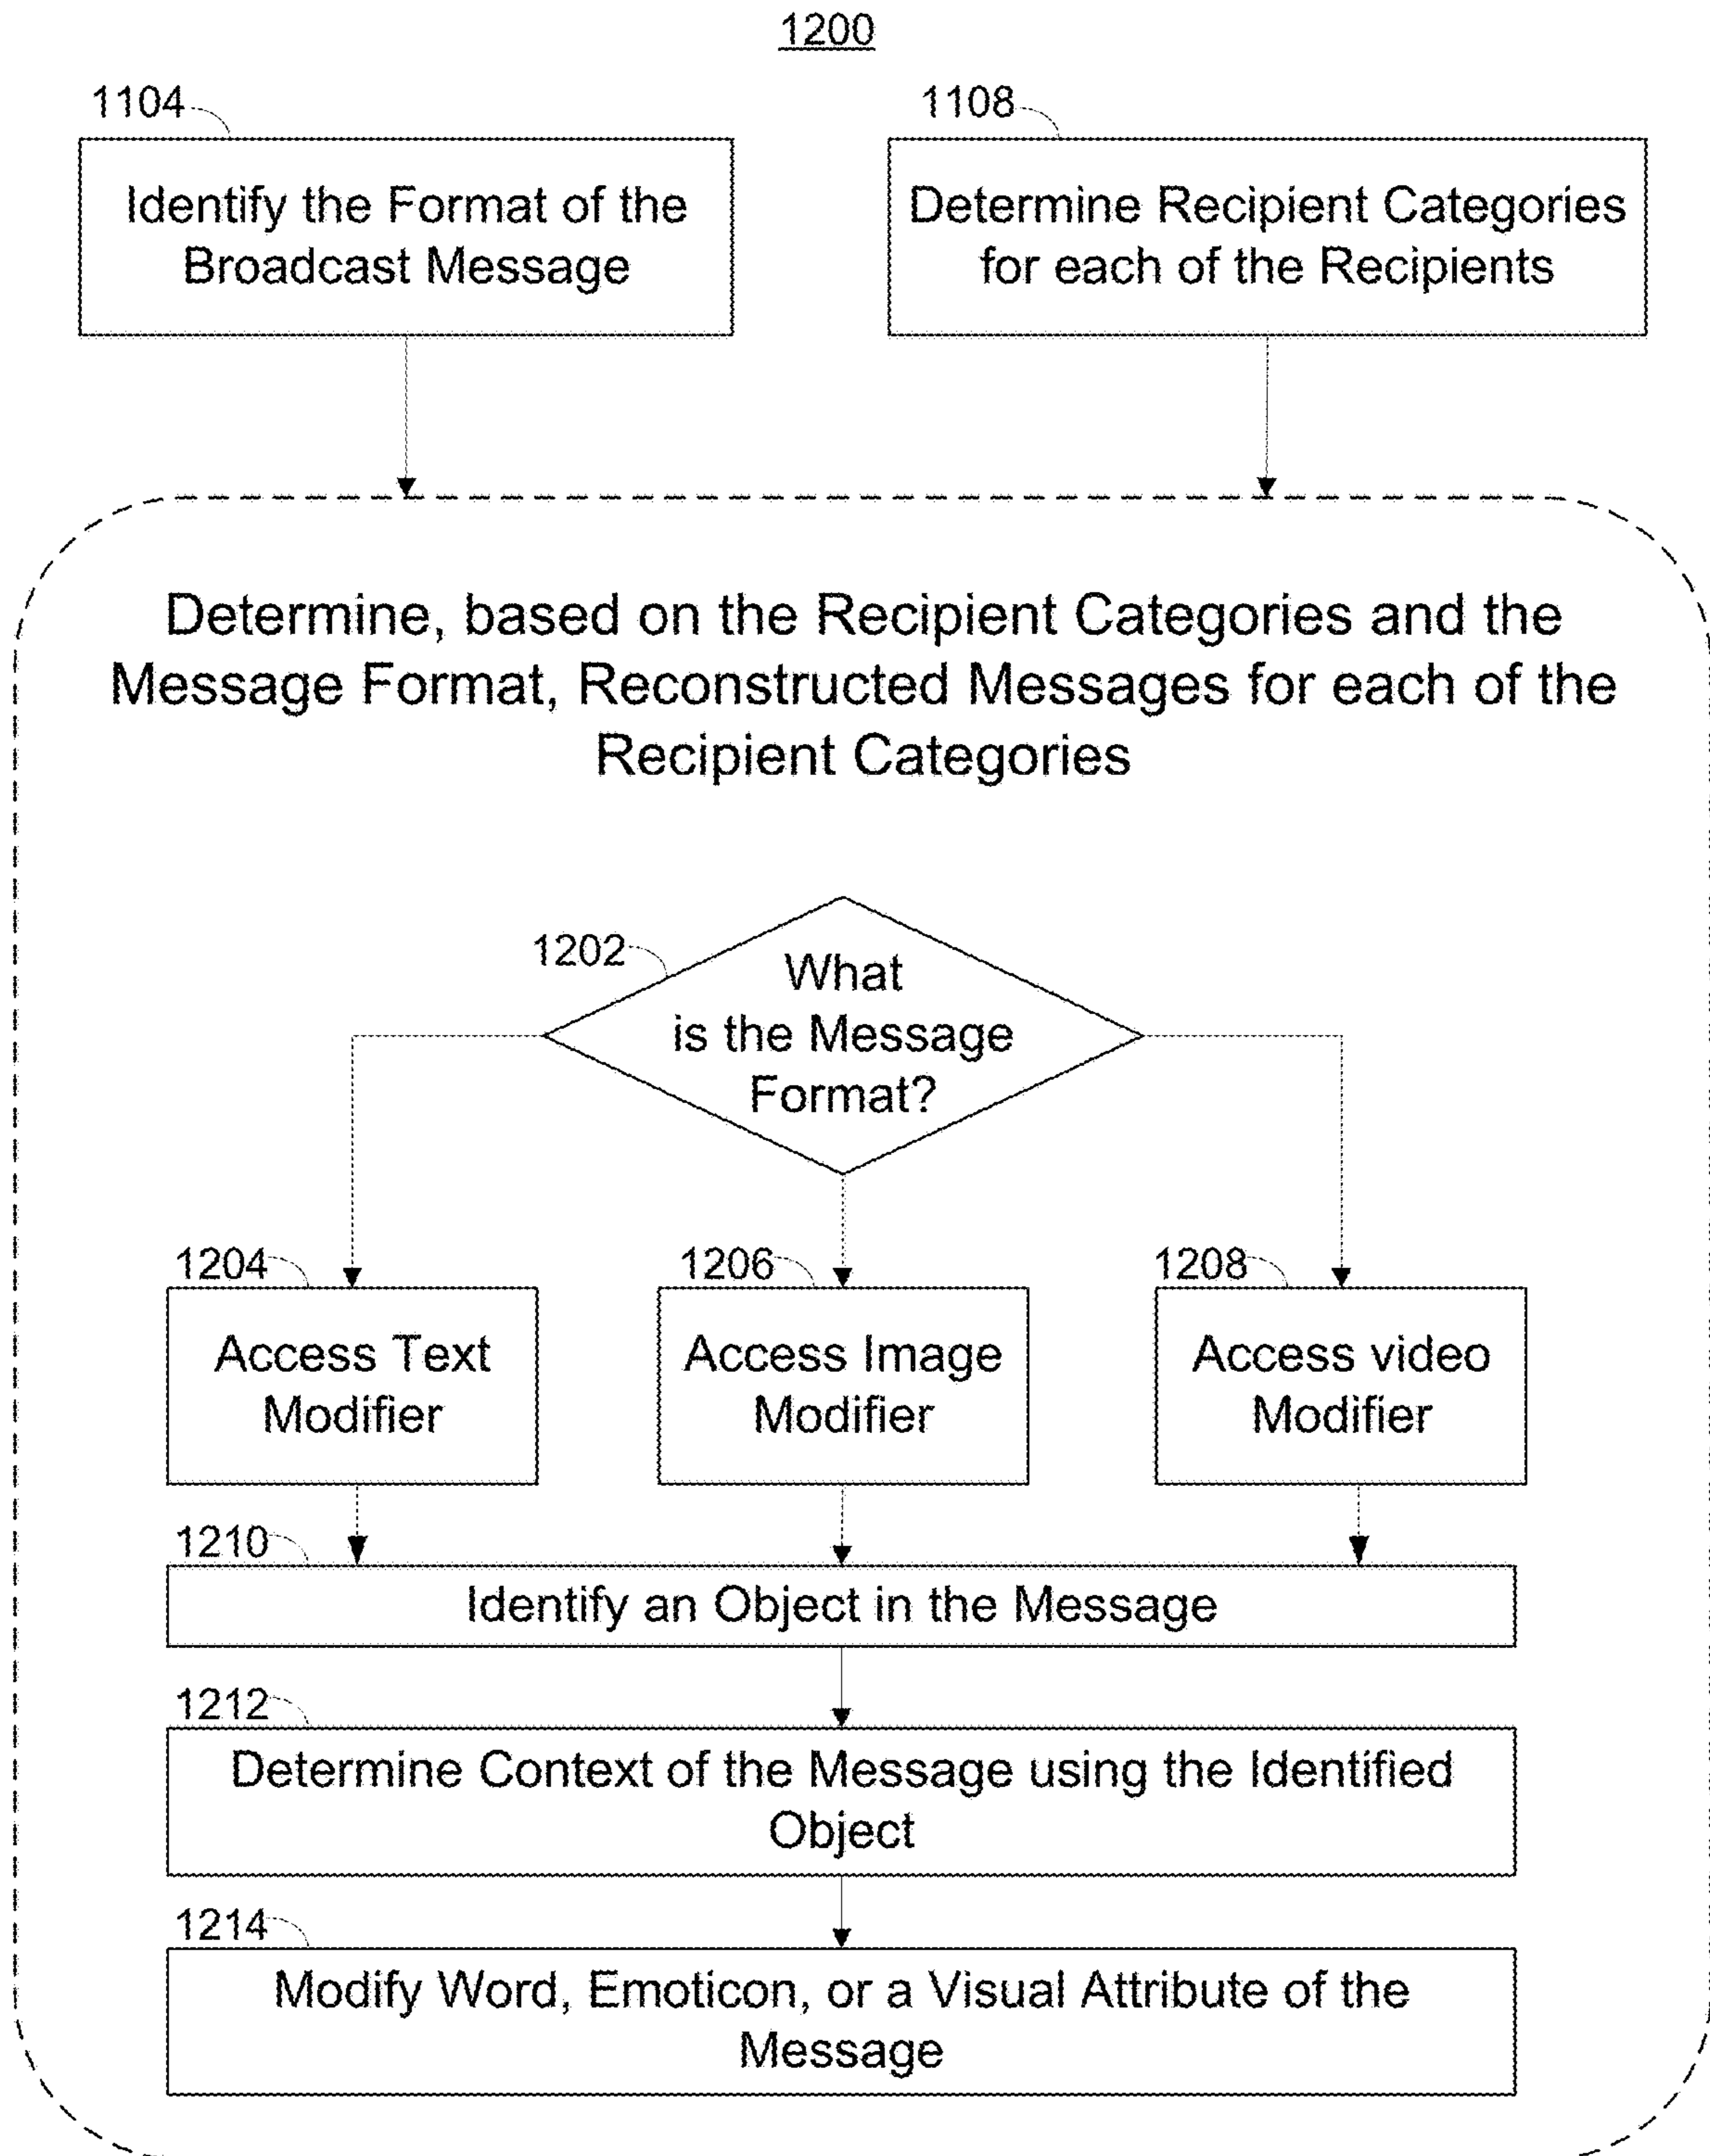 1200
1104
1108
Identify the Format of the
Broadcast Message
Determine Recipient Categories
for each of the Recipients
Determine, based on the Recipient Categories and the
Message Format, Reconstructed Messages for each of the
Recipient Categories
1202
What
is the Message
Format?
1204
1206
1208
Access Text
Modifier
Access Image
Modifier
Access video
Modifier
1210
Identify an Object in the Message
1212
Determine Context of the Message using the Identified
Object
1214
Modify Word, Emoticon, or a Visual Attribute of the
Message